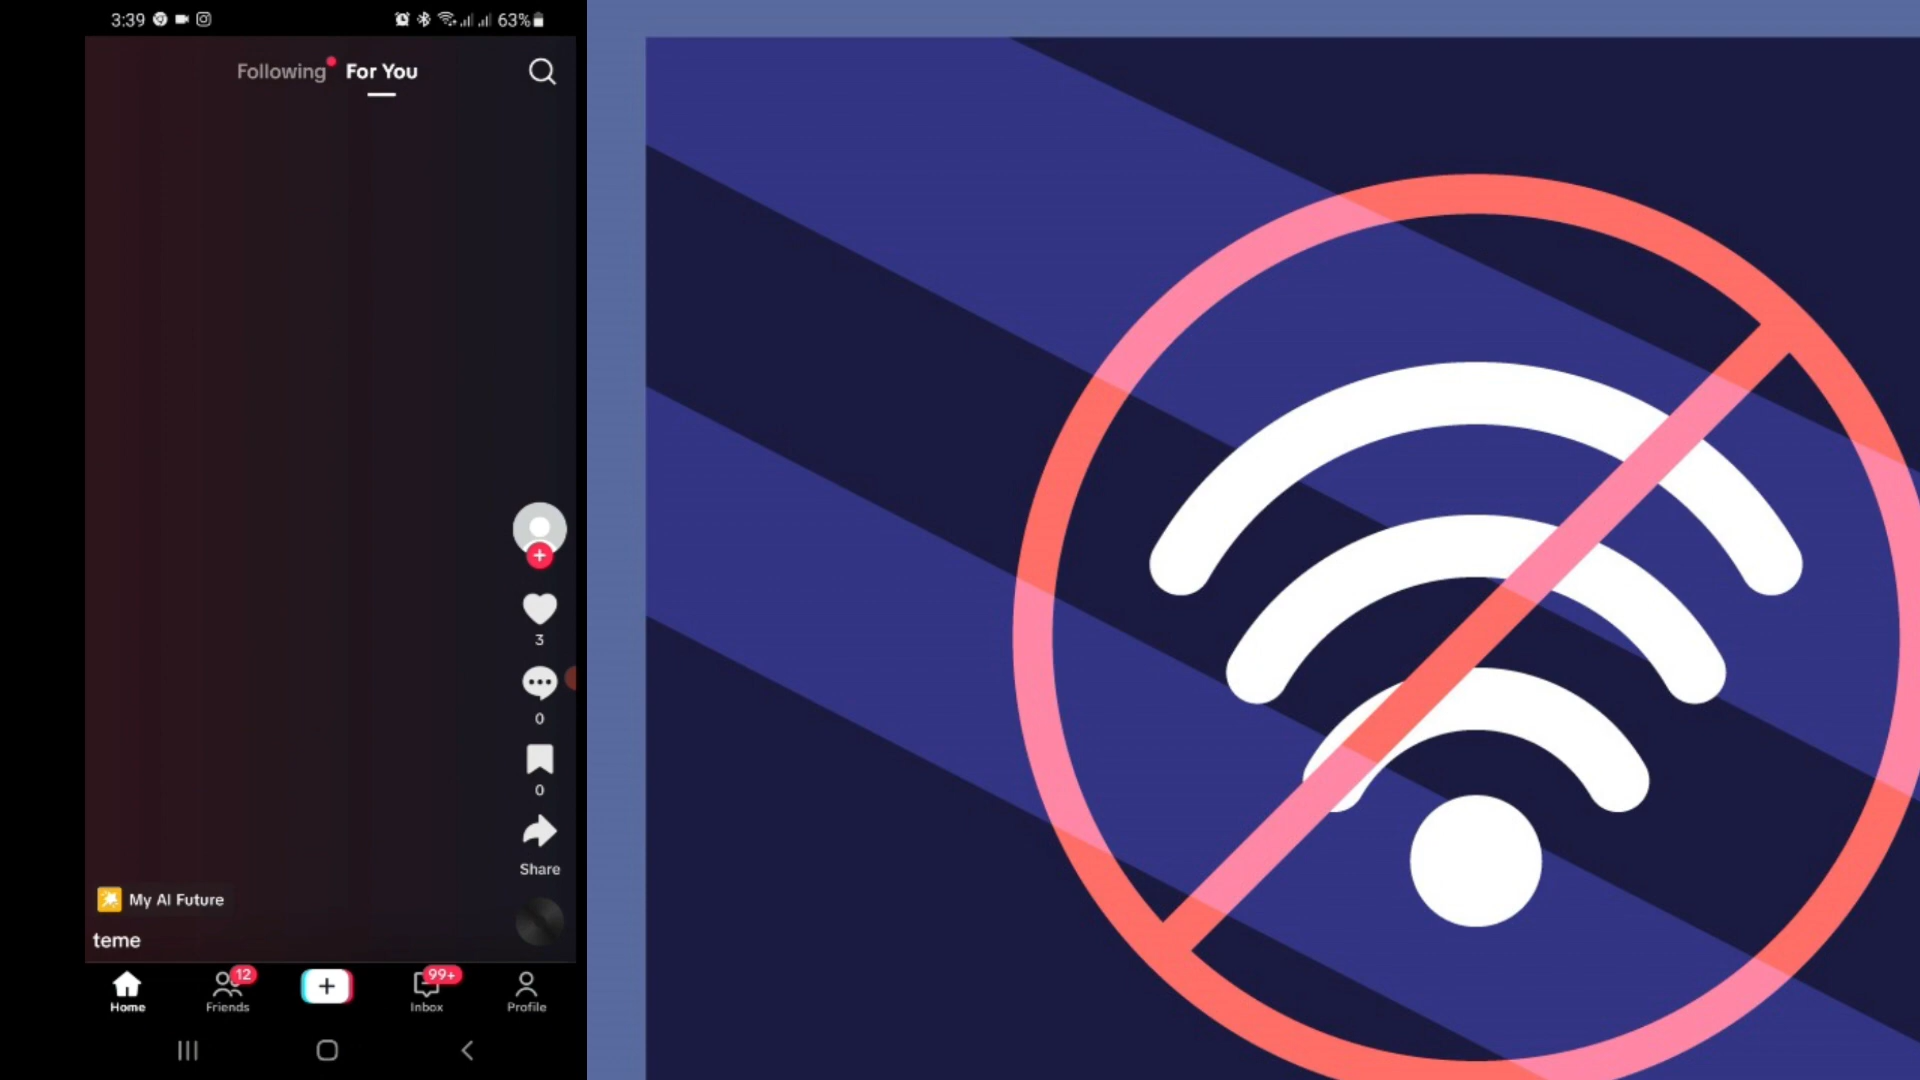 3:39
63%
Following For You
3
0
0
Share
My AI Future
teme
12
99+
Home Friends Inbox Profile